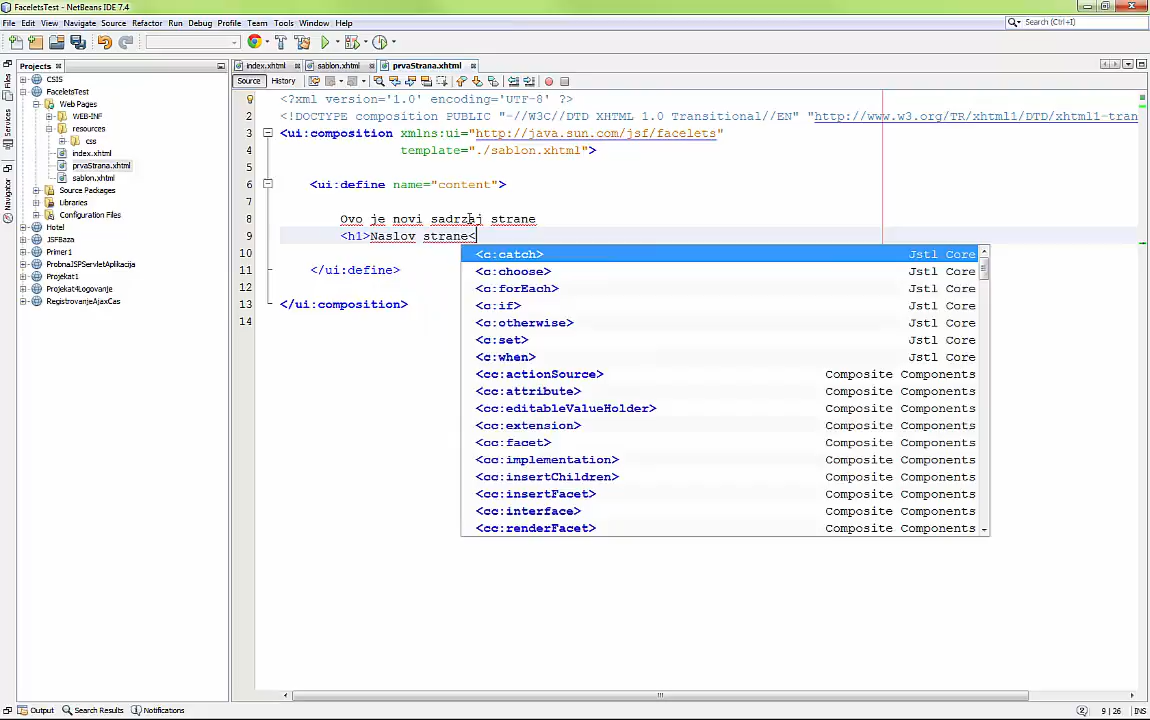 FaceletsTest - NetBeans IDE 7.4
File Edit View Navigate Source Refactor Run Debug Profile Team Tools Window Help
Search (Ctrl+I)
Projects
index.xhtml sablon.xhtml prvaStrana.xhtml
Source History
Files
Services
Navigator
CSIS
FaceletsTest
Web Pages
WEB-INF
resources
css
index.xhtml
prvaStrana.xhtml
sablon.xhtml
Source Packages
Libraries
Configuration Files
Hotel
JSFBaza
Primer1
ProbnaJSPServletAplikacija
Projekat1
Projekat4Logovanje
RegistrovanjeAjaxCas
<?xml version='1.0' encoding='UTF-8' ?>
2 <!DOCTYPE composition PUBLIC "-//W3C//DTD XHTML 1.0 Transitional//EN" "http://www.w3.org/TR/xhtml1/DTD/xhtml1-tran
3 <ui:composition xmlns:ui="http://java.sun.com/jsf/facelets"
4 template="./sablon.xhtml">
5
6 <ui:define name="content">
7
8 Ovo je novi sadrzaj strane
9 <h1>Naslov strane<
10
11 </ui:define>
12
13 </ui:composition>
14
<c:catch> Jstl Core
<c:choose> Jstl Core
<c:forEach> Jstl Core
<c:if> Jstl Core
<c:otherwise> Jstl Core
<c:set> Jstl Core
<c:when> Jstl Core
<cc:actionSource> Composite Components
<cc:attribute> Composite Components
<cc:editableValueHolder> Composite Components
<cc:extension> Composite Components
<cc:facet> Composite Components
<cc:implementation> Composite Components
<cc:insertChildren> Composite Components
<cc:insertFacet> Composite Components
<cc:interface> Composite Components
<cc:renderFacet> Composite Components
Output Search Results Notifications
9 | 26 INS